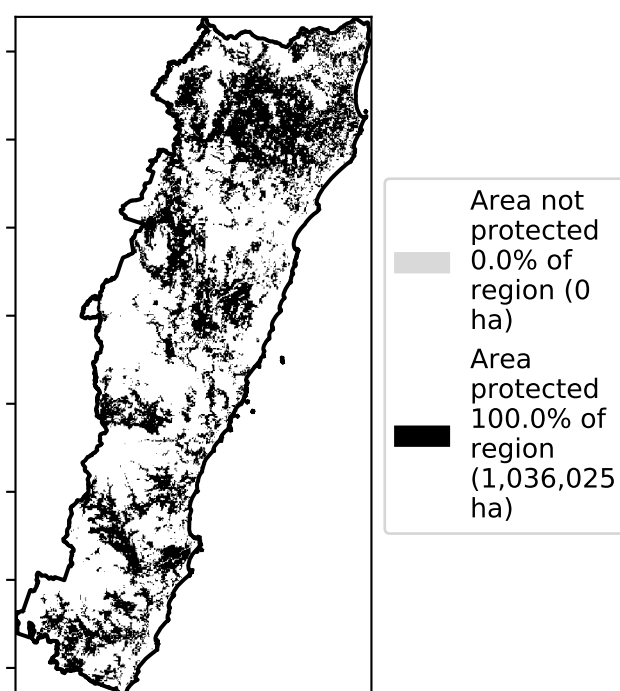 Area not
protected
0.0% of
region (0
ha)
Area
protected
100.0% of
region
(1,036,025
ha)